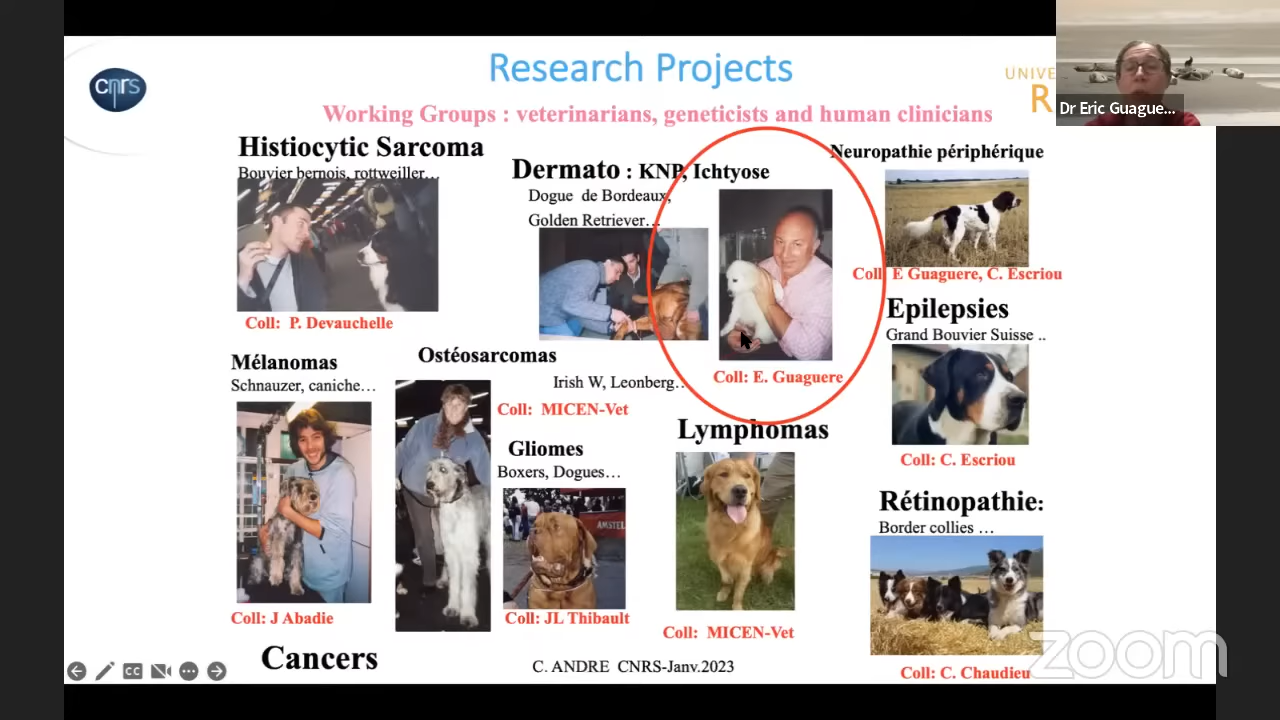 Research Projects
cnrs
UNIVE
R
Dr Eric Guague...
Working Groups : veterinarians, geneticists and human clinicians
Histiocytic Sarcoma
Bouvier bernois, rottweiller...
Coll: P. Devauchelle
Dermato : KNP, Ichtyose
Dogue de Bordeaux,
Golden Retriever...
Coll: E. Guaguere
Neuropathie périphérique
Coll: E Guaguere, C. Escriou
Epilepsies
Grand Bouvier Suisse ..
Coll: C. Escriou
Mélanomas
Schnauzer, caniche...
Coll: J Abadie
Ostéosarcomas
Irish W, Leonberg...
Coll: MICEN-Vet
Gliomes
Boxers, Dogues...
AMSTEL
Coll: JL Thibault
Lymphomas
Coll: MICEN-Vet
Rétinopathie:
Border collies ...
Coll: C. Chaudieu
Cancers
C. ANDRE CNRS-Janv.2023
CC
zoom